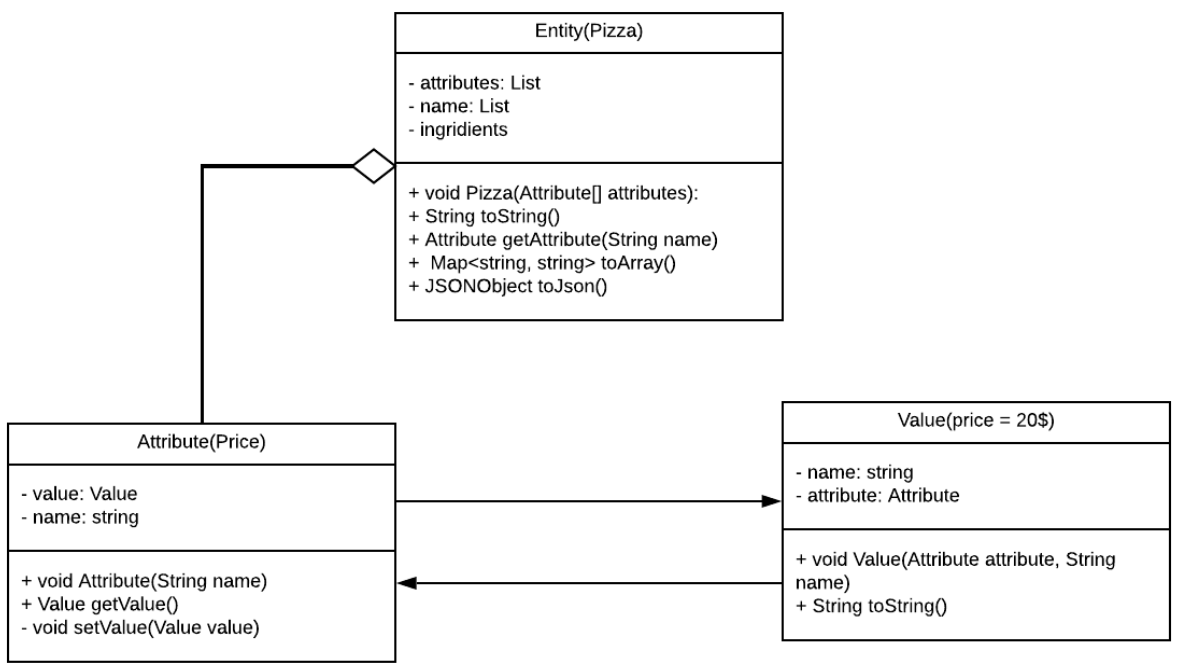 Entity(Pizza)
- attributes: List
- name: List
- ingridients
+ void Pizza(Attribute[] attributes):
+ String toString()
+ Attribute getAttribute(String name)
+  Map<string, string> toArray()
+ JSONObject toJson()
Attribute(Price)
- value: Value
- name: string
+ void Attribute(String name)
+ Value getValue()
- void setValue(Value value)
Value(price = 20$)
- name: string
- attribute: Attribute
+ void Value(Attribute attribute, String
name)
+ String toString()